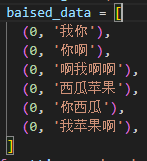 baised_data = [
(0, '我你'),
(0, '你啊'),
(0, '啊我啊啊'),
(0, '西瓜苹果'),
(0, '你西瓜'),
(0, '我苹果啊'),
]